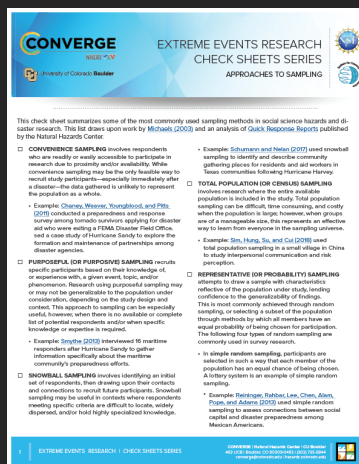 CONVERGE
NHERI
University of Colorado Boulder
EXTREME EVENTS RESEARCH
CHECK SHEETS SERIES
APPROACHES TO SAMPLING
This check sheet summarizes some of the most commonly used sampling methods in social science hazards and di-
saster research. This list draws upon work by Michaels (2003) and an analysis of Quick Response Reports published
by the Natural Hazards Center.
CONVENIENCE SAMPLING involves respondents
who are readily or easily accessible to participate in
research due to proximity and/or availability. While
convenience sampling may be the only feasible way to
recruit study participants—especially immediately after
a disaster—the data gathered is unlikely to represent
the population as a whole.
• Example: Chaney, Weaver, Youngblood, and Pitts
(2011) conducted a preparedness and response
survey among tornado survivors applying for disaster
aid who were exiting a FEMA Disaster Field Office.
sed a case study of Hurricane Sandy to explore the
formation and maintenance of partnerships among
disaster agencies.
PURPOSEFUL (OR PURPOSIVE) SAMPLING recruits
specific participants based on their knowledge of,
or experience with, a given event, topic, and/or
phenomenon. Research using purposeful sampling may
or may not be generalizable to the population under
consideration, depending on the study design and
context. This approach to sampling can be especially
useful, however, when there is no available or complete
list of potential respondents and/or when specific
knowledge or expertise is required.
• Example: Smythe (2013) interviewed 16 maritime
responders after Hurricane Sandy to gather
information specifically about the maritime
community's preparedness efforts.
SNOWBALL SAMPLING involves identifying an initial
set of respondents, then drawing upon their contacts
and connections to recruit future participants. Snowball
sampling may be useful in contexts where respondents
meeting specific criteria are difficult to locate, widely
dispersed, and/or hold highly specialized knowledge.
• Example: Schumann and Nelan (2017) used snowball
sampling to identify and describe community
gathering places for residents and aid workers in
Texas communities following Hurricane Harvey.
TOTAL POPULATION (OR CENSUS) SAMPLING
involves research where the entire available
population is included in the study. Total population
sampling can be difficult, time consuming, and costly
when the population is large; however, when groups
are of a manageable size, this represents an effective
way to learn from everyone in the sampling universe.
• Example: Sim, Hung, Su, and Cui (2018) used
total population sampling in a small village in China
to study interpersonal communication and risk
perception.
REPRESENTATIVE (OR PROBABILITY) SAMPLING
attempts to draw a sample with characteristics
reflective of the population under study, lending
confidence to the generalizability of findings.
This is most commonly achieved through random
sampling, or selecting a subset of the population
through methods by which all members have an
equal probability of being chosen for participation.
The following four types of random sampling are
commonly used in survey research.
• In simple random sampling, participants are
selected in such a way that each member of the
population has an equal chance of being chosen.
A lottery system is an example of simple random
sampling.
* Example: Reininger, Rahbar, Lee, Chen, Alam,
Pope, and Adams (2013) used simple random
sampling to assess connections between social
capital and disaster preparedness among
Mexican Americans.
1 EXTREME EVENTS RESEARCH | CHECK SHEETS SERIES
CONVERGE | Natural Hazards Center | CU Boulder